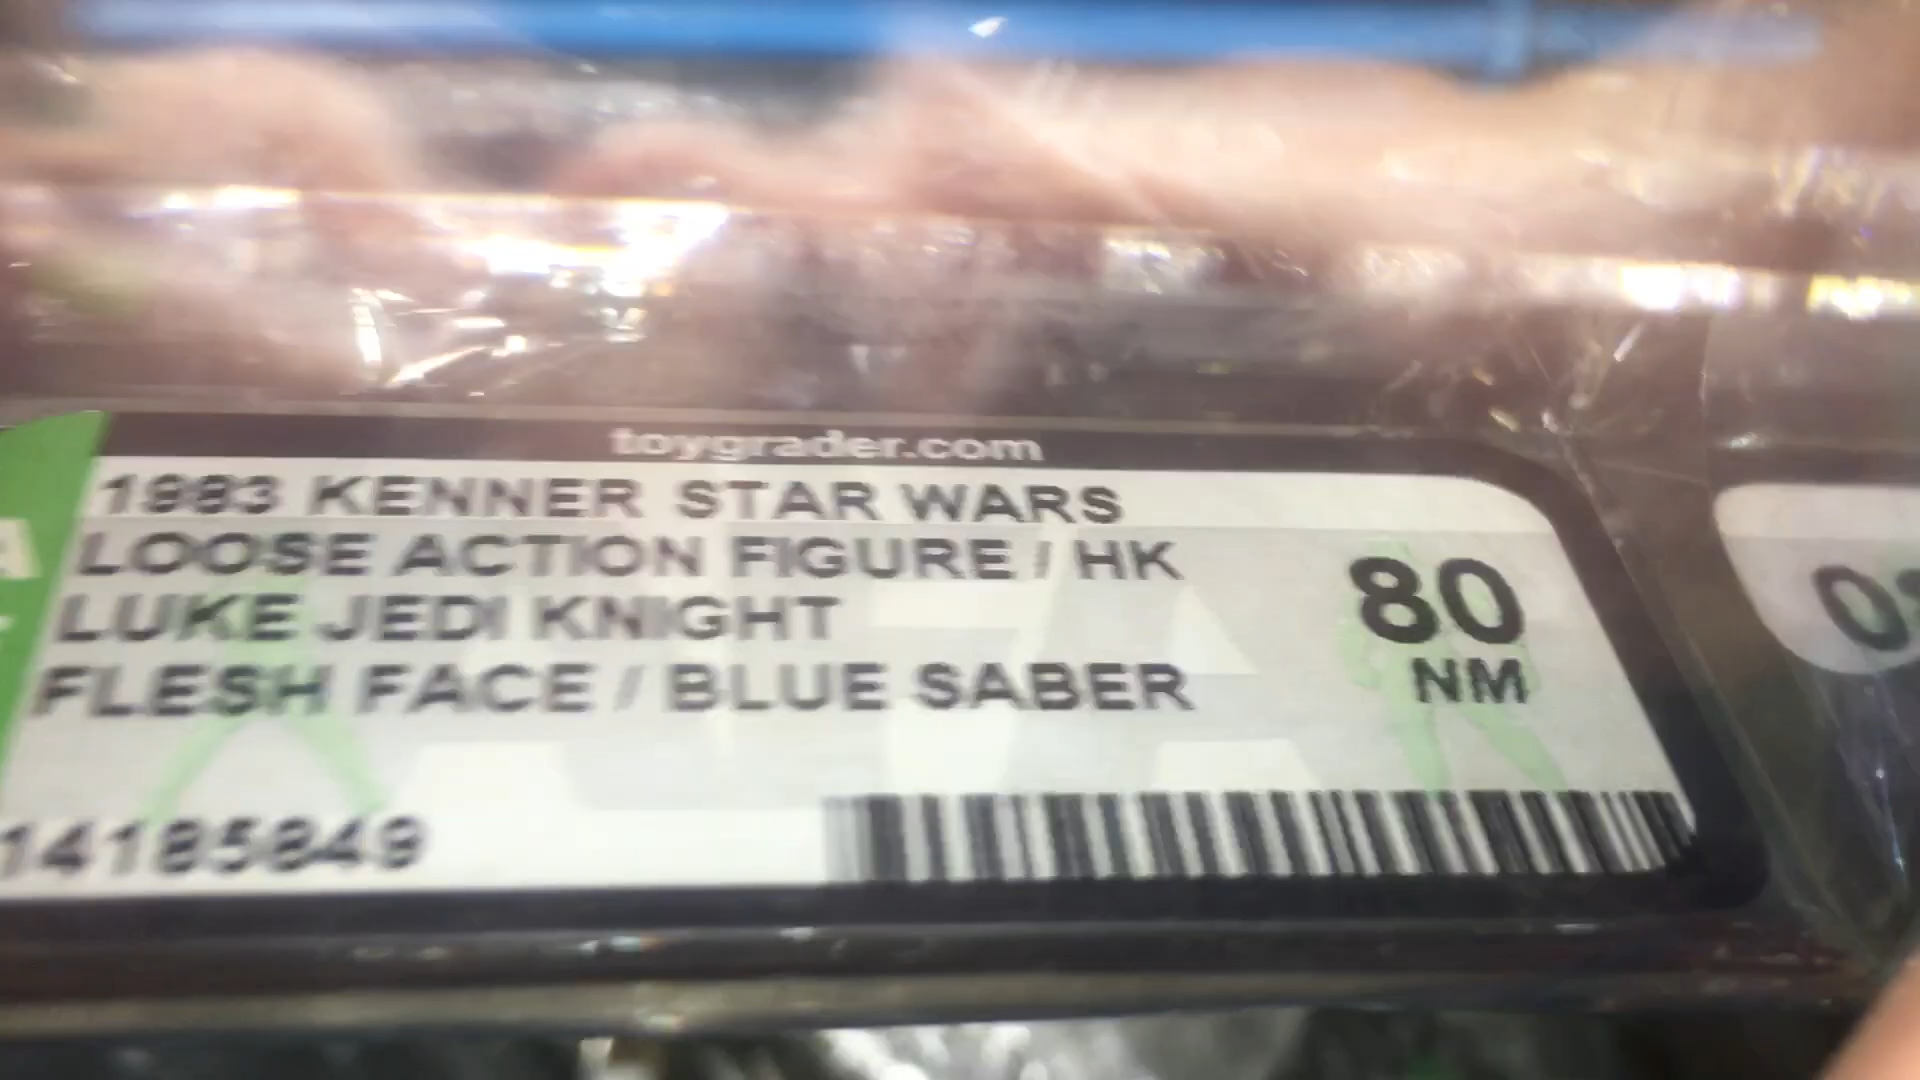 toygrader.com
1983 KENNER STAR WARS
LOOSE ACTION FIGURE / HK
LUKE JEDI KNIGHT
FLESH FACE / BLUE SABER
80
NM
14185849